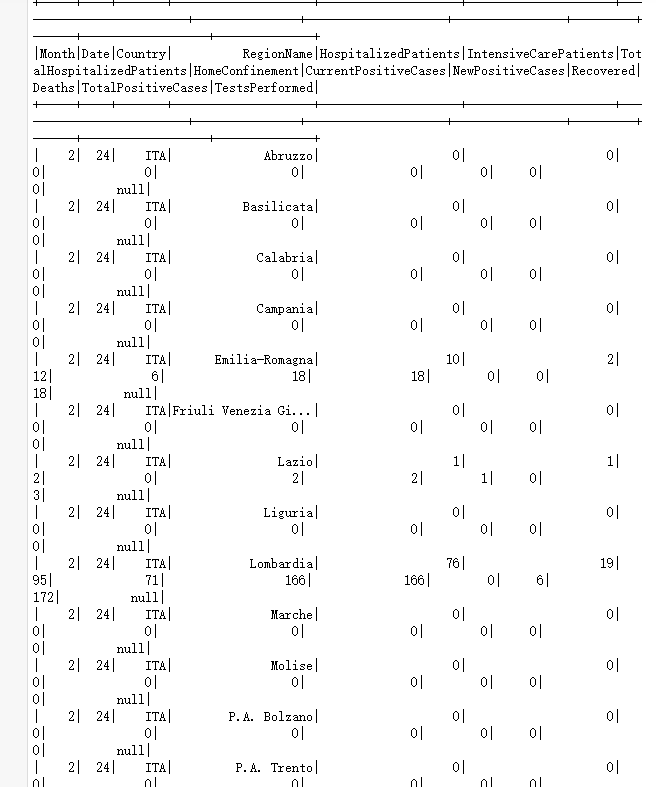 |Month|Date|Country|          RegionName|HospitalizedPatients|IntensiveCarePatients|Tot
alHospitalizedPatients|HomeConfinement|CurrentPositiveCases|NewPositiveCases|Recovered|
Deaths|TotalPositiveCases|TestsPerformed|
|    2|  24|    ITA|             Abruzzo|                   0|                    0|
0|              0|                   0|               0|        0|     0|
0|          null|
|    2|  24|    ITA|          Basilicata|                   0|                    0|
0|              0|                   0|               0|        0|     0|
0|          null|
|    2|  24|    ITA|            Calabria|                   0|                    0|
0|              0|                   0|               0|        0|     0|
0|          null|
|    2|  24|    ITA|            Campania|                   0|                    0|
0|              0|                   0|               0|        0|     0|
0|          null|
|    2|  24|    ITA|      Emilia-Romagna|                  10|                    2|
12|              6|                  18|              18|        0|     0|
18|          null|
|    2|  24|    ITA|Friuli Venezia Gi...|                   0|                    0|
0|              0|                   0|               0|        0|     0|
0|          null|
|    2|  24|    ITA|               Lazio|                   1|                    1|
2|              0|                   2|               2|        1|     0|
3|          null|
|    2|  24|    ITA|             Liguria|                   0|                    0|
0|              0|                   0|               0|        0|     0|
0|          null|
|    2|  24|    ITA|           Lombardia|                  76|                   19|
95|             71|                 166|             166|        0|     6|
172|          null|
|    2|  24|    ITA|              Marche|                   0|                    0|
0|              0|                   0|               0|        0|     0|
0|          null|
|    2|  24|    ITA|              Molise|                   0|                    0|
0|              0|                   0|               0|        0|     0|
0|          null|
|    2|  24|    ITA|        P.A. Bolzano|                   0|                    0|
0|              0|                   0|               0|        0|     0|
0|          null|
|    2|  24|    ITA|         P.A. Trento|                   0|                    0|
0|              0|                   0|               0|        0|     0|